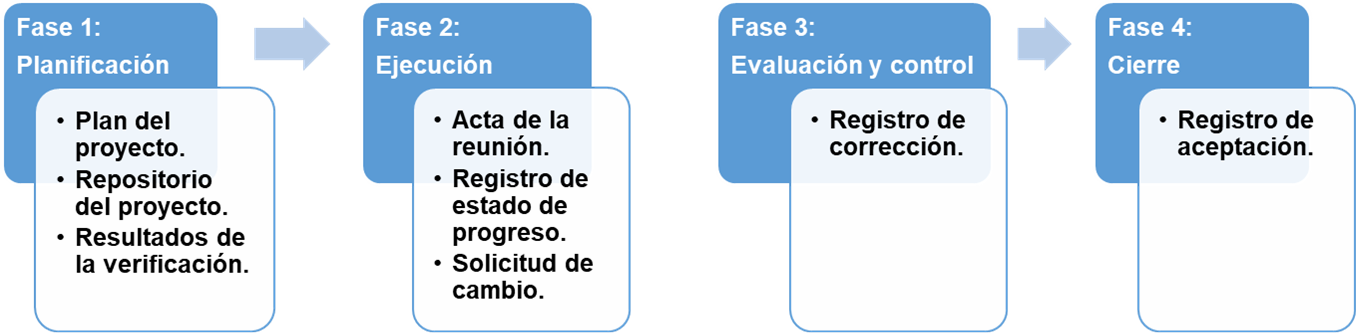 Fase 1:
Planificación
• Plan del
proyecto.
• Repositorio
del proyecto.
• Resultados de
la verificación.
Fase 2:
Ejecución
• Acta de la
reunión.
• Registro de
estado de
progreso.
• Solicitud de
cambio.
Fase 3:
Evaluación y control
• Registro de
corrección.
Fase 4:
Cierre
• Registro de
aceptación.